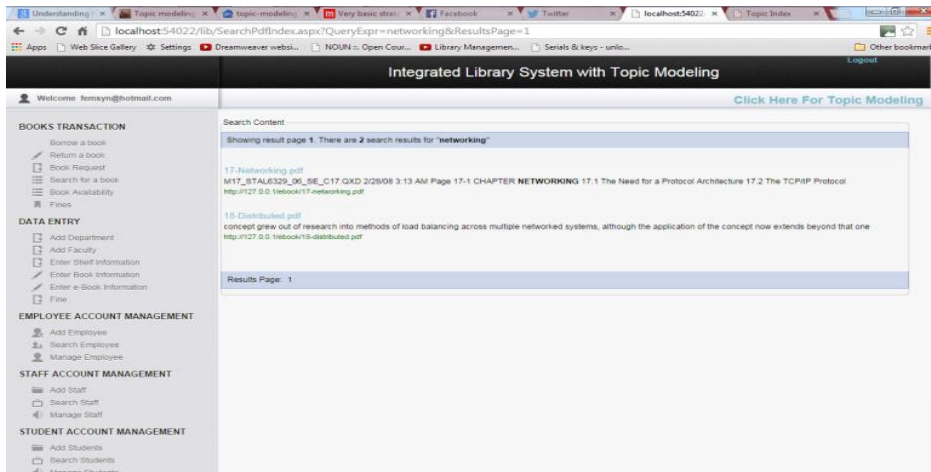 Understanding
Topic modeling
topic-modeling
Very basic strat
Facebook
Twitter
localhost:54022
Topic Index
localhost:54022/lib/SearchPdfIndex.aspx?QueryExpr=networking&ResultsPage=1
Apps Web Slice Gallery Settings Dreamweaver websi... NOUN :. Open Cour... Library Managemen... Serials & keys - unlo... Other bookmar
Logout
Integrated Library System with Topic Modeling
Welcome femsyn@hotmail.com
Click Here For Topic Modeling
BOOKS TRANSACTION
Borrow a book
Return a book
Book Request
Search for a book
Book Availability
Fines
DATA ENTRY
Add Department
Add Faculty
Enter Shelf Information
Enter Book Information
Enter e-Book Information
Fine
EMPLOYEE ACCOUNT MANAGEMENT
Add Employee
Search Employee
Manage Employee
STAFF ACCOUNT MANAGEMENT
Add Staff
Search Staff
Manage Staff
STUDENT ACCOUNT MANAGEMENT
Add Students
Search Students
Manage Students
Search Content
Showing result page 1. There are 2 search results for "networking"
17-Networking.pdf
M17_STAL6329_06_SE_C17.QXD 2/28/08 3:13 AM Page 17-1 CHAPTER NETWORKING 17.1 The Need for a Protocol Architecture 17.2 The TCP/IP Protocol
http://127.0.0.1/ebook/17-networking.pdf
18-Distributed.pdf
concept grew out of research into methods of load balancing across multiple networked systems, although the application of the concept now extends beyond that one
http://127.0.0.1/ebook/18-distributed.pdf
Results Page: 1